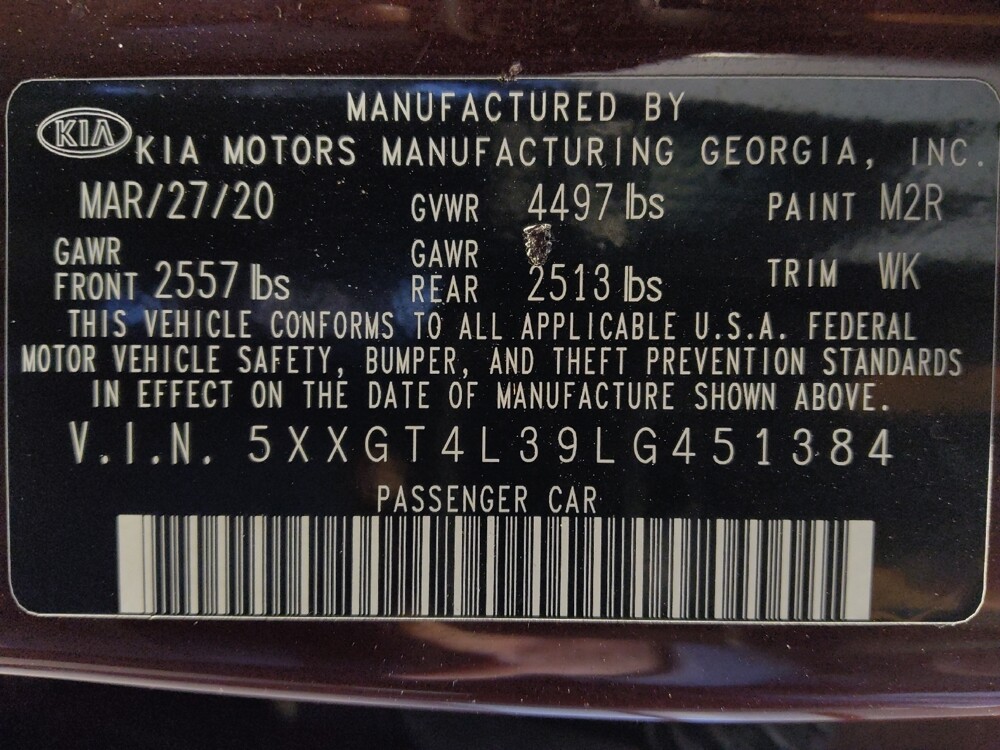 MANUFACTURED BY
KIA KIA MOTORS MANUFACTURING GEORGIA, INC.
MAR/27/20 GVWR 4497 lbs PAINT M2R
GAWR FRONT 2557 lbs GAWR REAR 2513 lbs TRIM WK
THIS VEHICLE CONFORMS TO ALL APPLICABLE U.S.A. FEDERAL
MOTOR VEHICLE SAFETY, BUMPER, AND THEFT PREVENTION STANDARDS
IN EFFECT ON THE DATE OF MANUFACTURE SHOWN ABOVE.
V.I.N. 5XXGT4L39LG451384
PASSENGER CAR